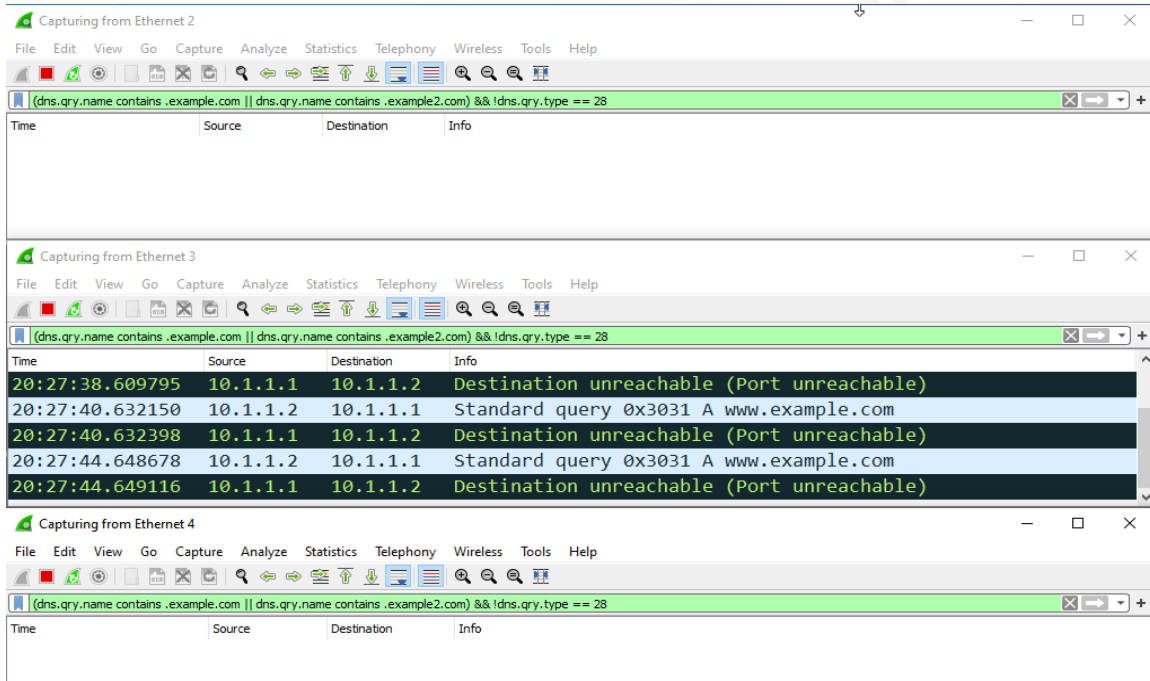 Capturing from Ethernet 2
File Edit View Go Capture Analyze Statistics Telephony Wireless Tools Help
(dns.qry.name contains .example.com || dns.qry.name contains .example2.com) && !dns.qry.type == 28
Time Source Destination Info
Capturing from Ethernet 3
File Edit View Go Capture Analyze Statistics Telephony Wireless Tools Help
(dns.qry.name contains .example.com || dns.qry.name contains .example2.com) && !dns.qry.type == 28
Time Source Destination Info
20:27:38.609795 10.1.1.1 10.1.1.2 Destination unreachable (Port unreachable)
20:27:40.632150 10.1.1.2 10.1.1.1 Standard query 0x3031 A www.example.com
20:27:40.632398 10.1.1.1 10.1.1.2 Destination unreachable (Port unreachable)
20:27:44.648678 10.1.1.2 10.1.1.1 Standard query 0x3031 A www.example.com
20:27:44.649116 10.1.1.1 10.1.1.2 Destination unreachable (Port unreachable)
Capturing from Ethernet 4
File Edit View Go Capture Analyze Statistics Telephony Wireless Tools Help
(dns.qry.name contains .example.com || dns.qry.name contains .example2.com) && !dns.qry.type == 28
Time Source Destination Info